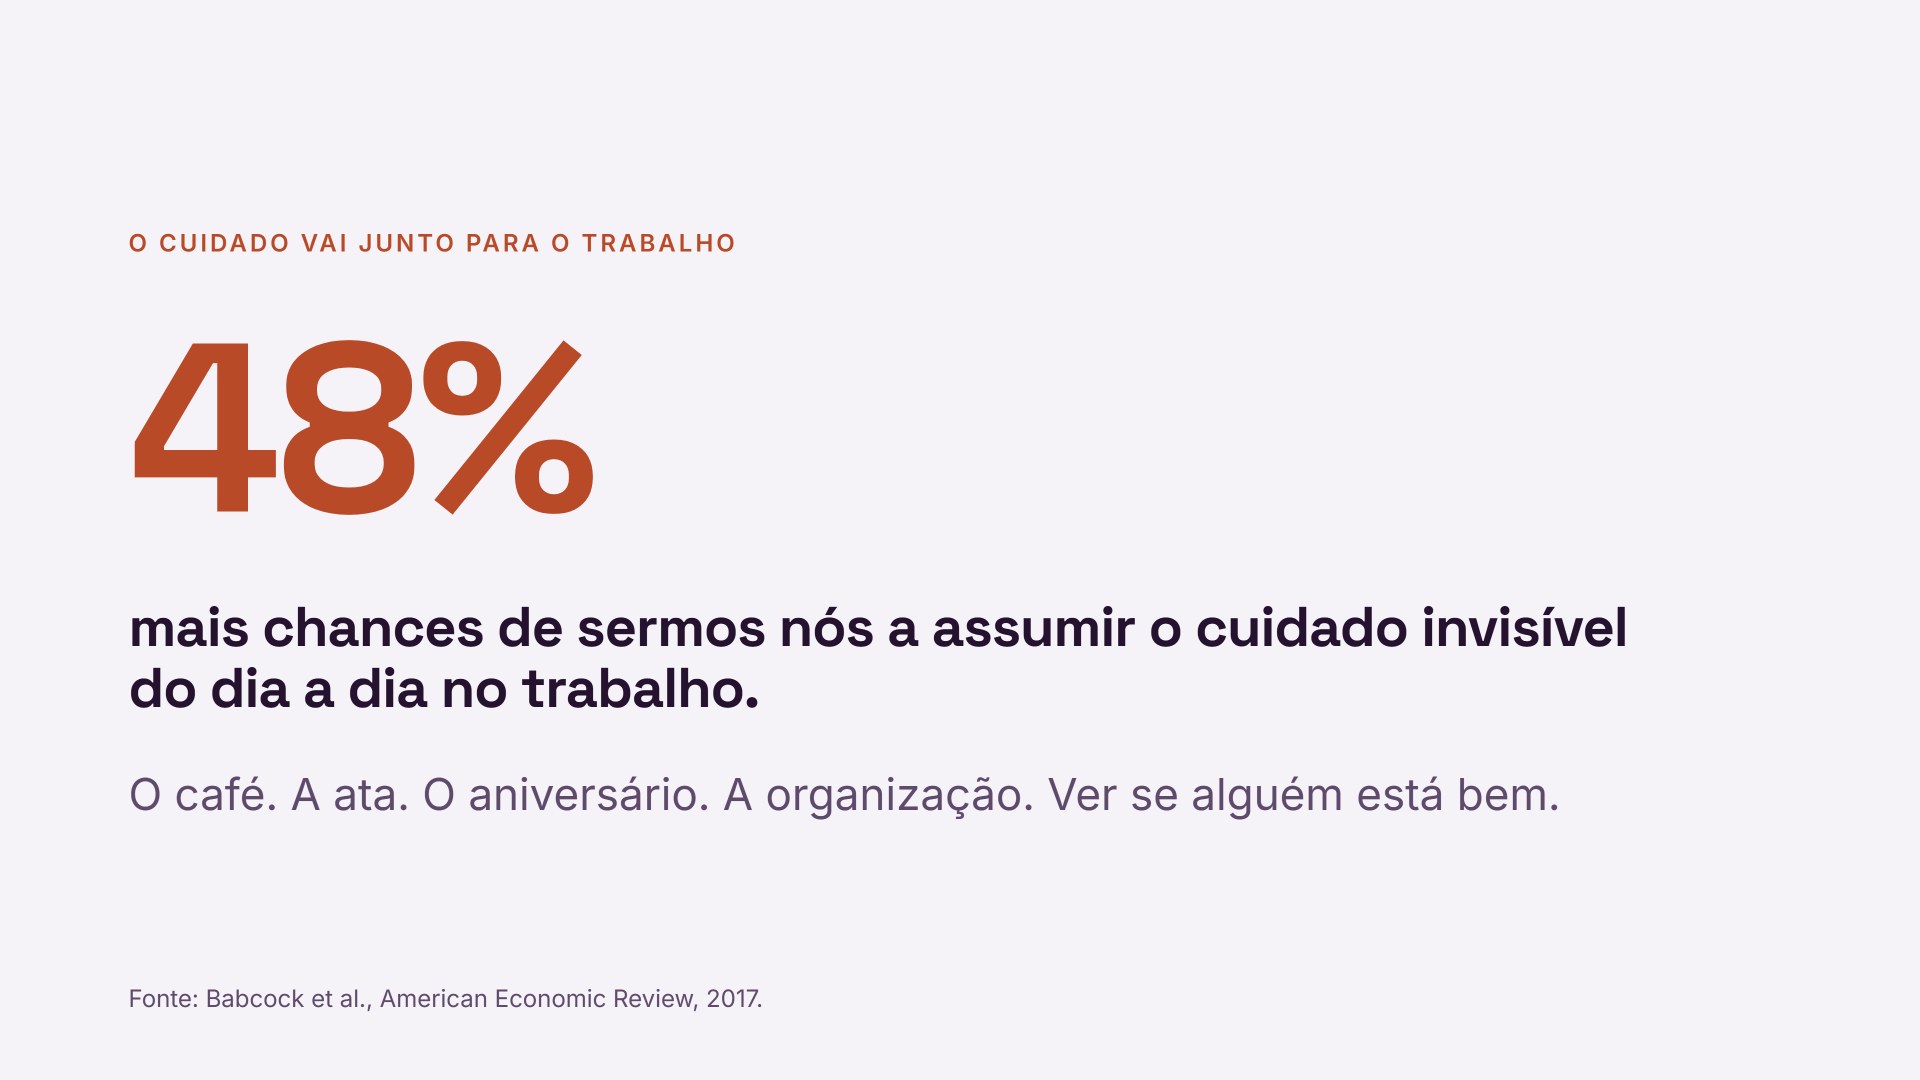 O CUIDADO VAI JUNTO PARA O TRABALHO
48%
mais chances de sermos nós a assumir o cuidado invisível
do dia a dia no trabalho.
O café. A ata. O aniversário. A organização. Ver se alguém está bem.
Fonte: Babcock et al., American Economic Review, 2017.